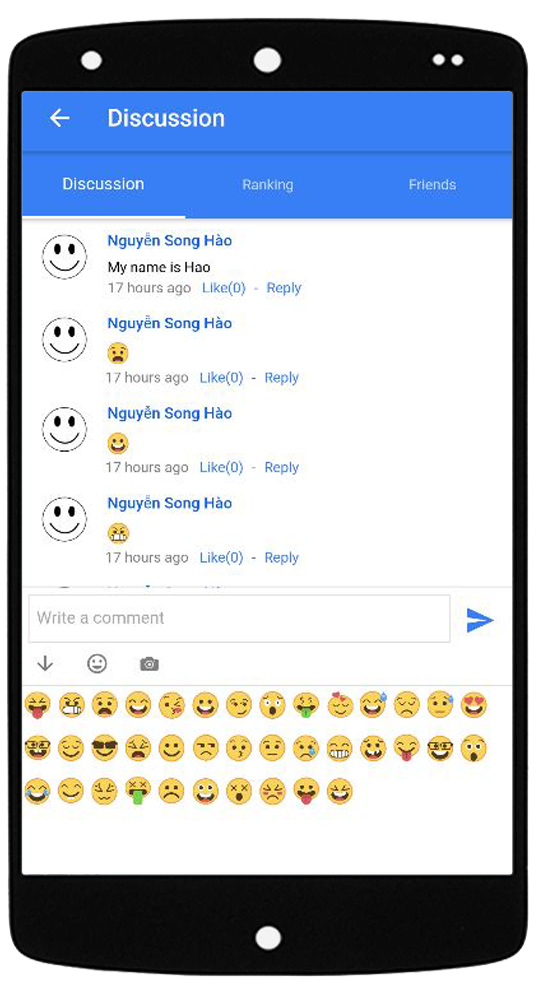 Discussion
Discussion Ranking Friends
Nguyễn Song Hào
My name is Hao
17 hours ago Like(0) - Reply
Nguyễn Song Hào
17 hours ago Like(0) - Reply
Nguyễn Song Hào
17 hours ago Like(0) - Reply
Nguyễn Song Hào
17 hours ago Like(0) - Reply
Write a comment